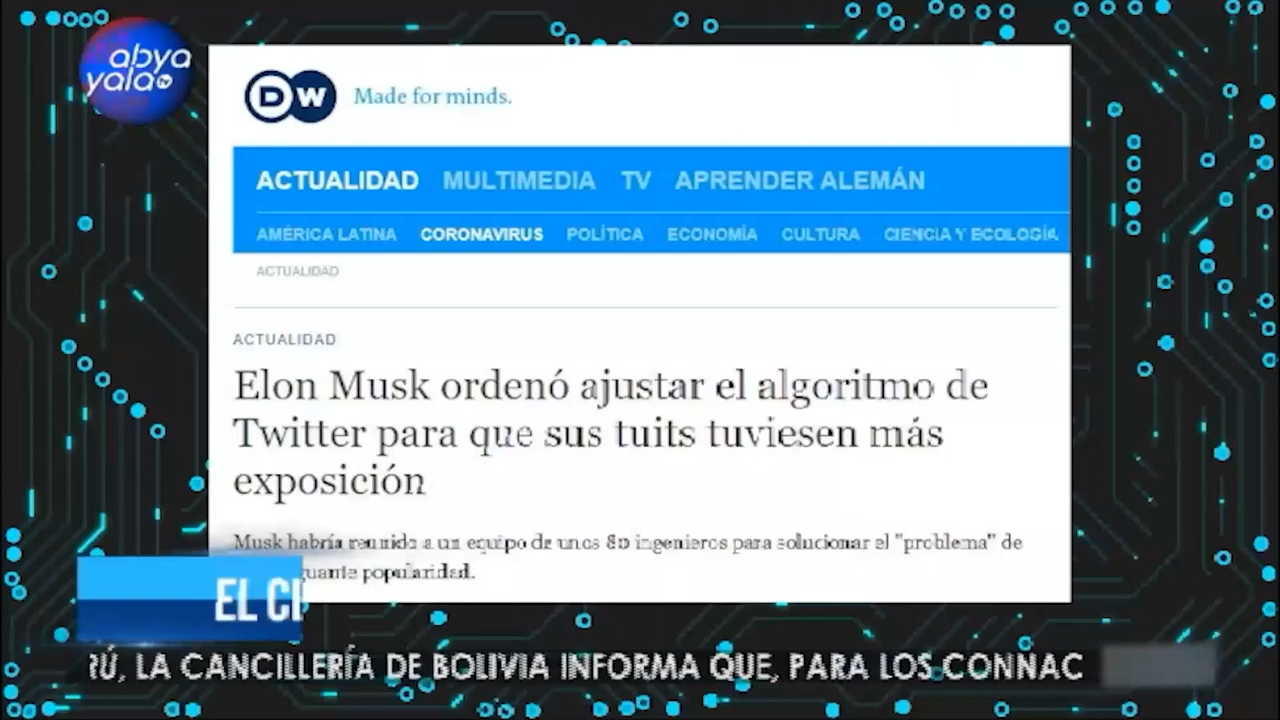 abya
yala tv
DW Made for minds.
ACTUALIDAD MULTIMEDIA TV APRENDER ALEMÁN
AMÉRICA LATINA CORONAVIRUS POLÍTICA ECONOMÍA CULTURA CIENCIA Y ECOLOGÍA
ACTUALIDAD
ACTUALIDAD
Elon Musk ordenó ajustar el algoritmo de
Twitter para que sus tuits tuviesen más
exposición
Musk habría reunido a un equipo de unos 80 ingenieros para solucionar el "problema" de
guante popularidad.
EL CI
RÚ, LA CANCILLERÍA DE BOLIVIA INFORMA QUE, PARA LOS CONNAC